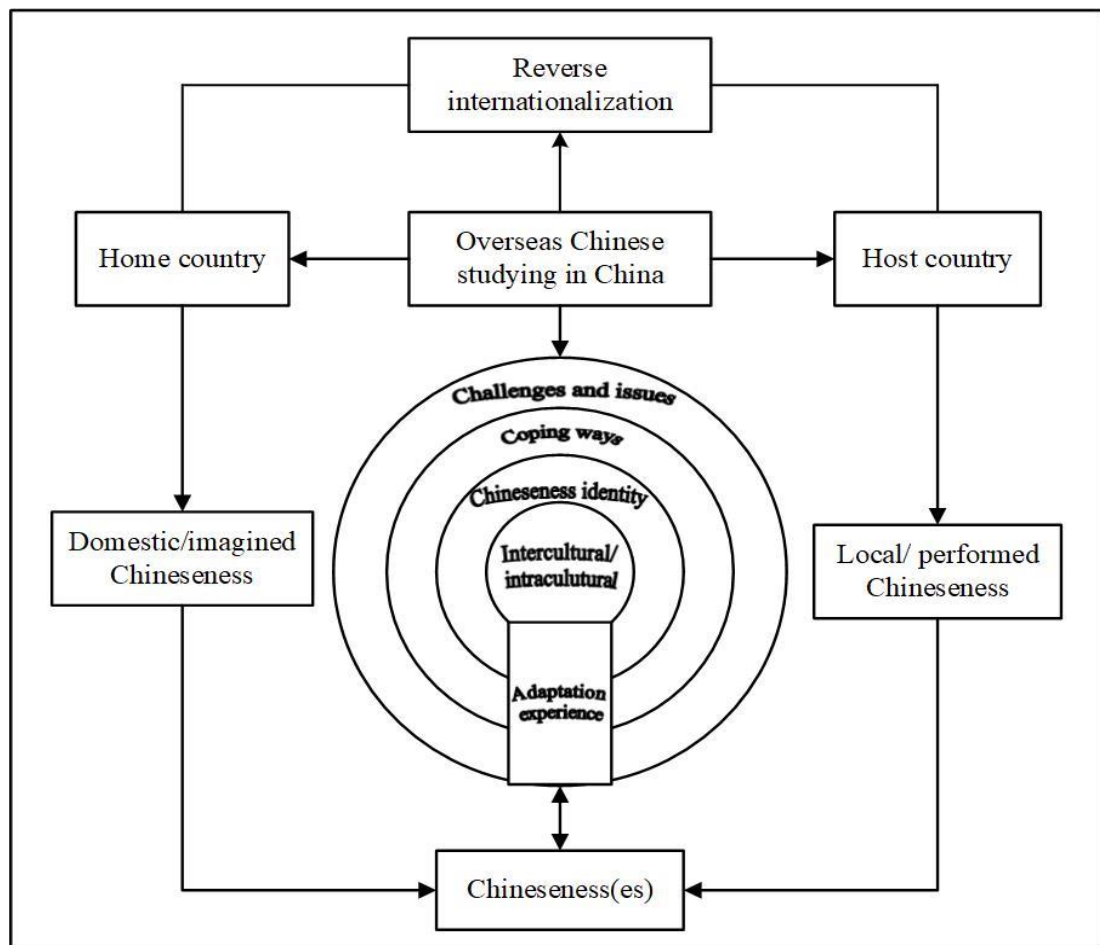 Reverse
internationalization
Home country
Overseas Chinese
studying in China
Host country
Challenges and issues
Coping ways
Chineseness identity
Intercultural/
intraculutural
Domestic/imagined
Chineseness
Local/ performed
Chineseness
Adaptation
experience
Chineseness(es)